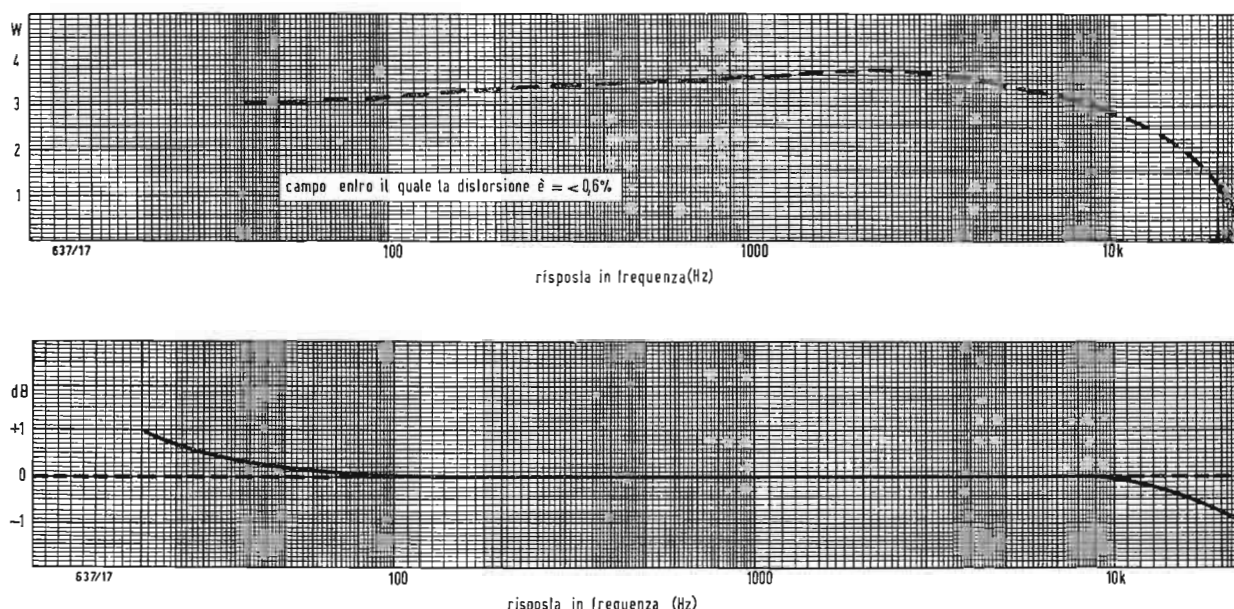 W
4
3
2
1
campo entro il quale la distorsione è = < 0,6%
637/17
100
1000
10k
risposta in frequenza(Hz)
dB
+1
0
-1
637/17
100
1000
10k
risposta in frequenza (Hz)